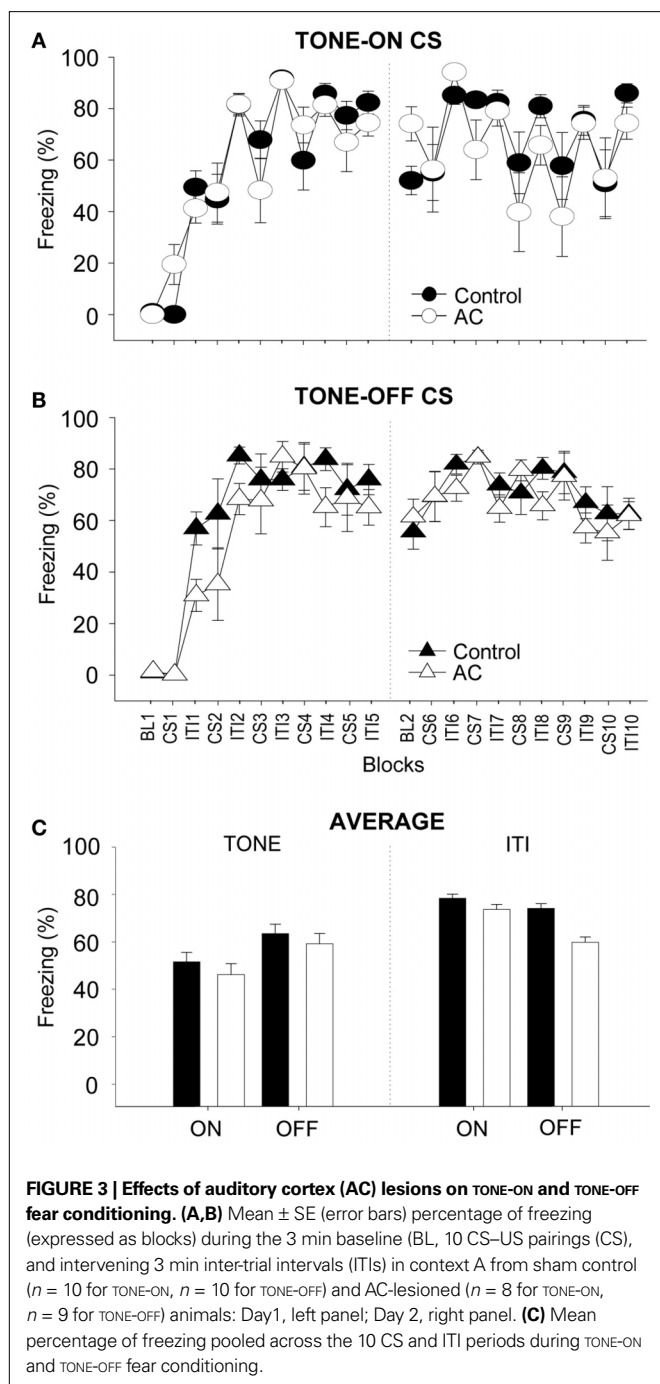 A
TONE-ON CS
100
80
60
40
20
0
Freezing (%)
Control
AC
B
TONE-OFF CS
100
80
60
40
20
0
Freezing (%)
Control
AC
BL1 CS1 ITI1 CS2 ITI2 CS3 ITI3 CS4 ITI4 CS5 ITI5 BL2 CS6 ITI6 CS7 ITI7 CS8 ITI8 CS9 ITI9 CS10 ITI10
Blocks
C
AVERAGE
TONE ITI
100
80
60
40
20
0
Freezing (%)
ON OFF ON OFF
FIGURE 3 | Effects of auditory cortex (AC) lesions on TONE-ON and TONE-OFF
fear conditioning. (A,B) Mean ± SE (error bars) percentage of freezing
(expressed as blocks) during the 3 min baseline (BL, 10 CS–US pairings (CS),
and intervening 3 min inter-trial intervals (ITIs) in context A from sham control
(n = 10 for TONE-ON, n = 10 for TONE-OFF) and AC-lesioned (n = 8 for TONE-ON,
n = 9 for TONE-OFF) animals: Day1, left panel; Day 2, right panel. (C) Mean
percentage of freezing pooled across the 10 CS and ITI periods during TONE-ON
and TONE-OFF fear conditioning.